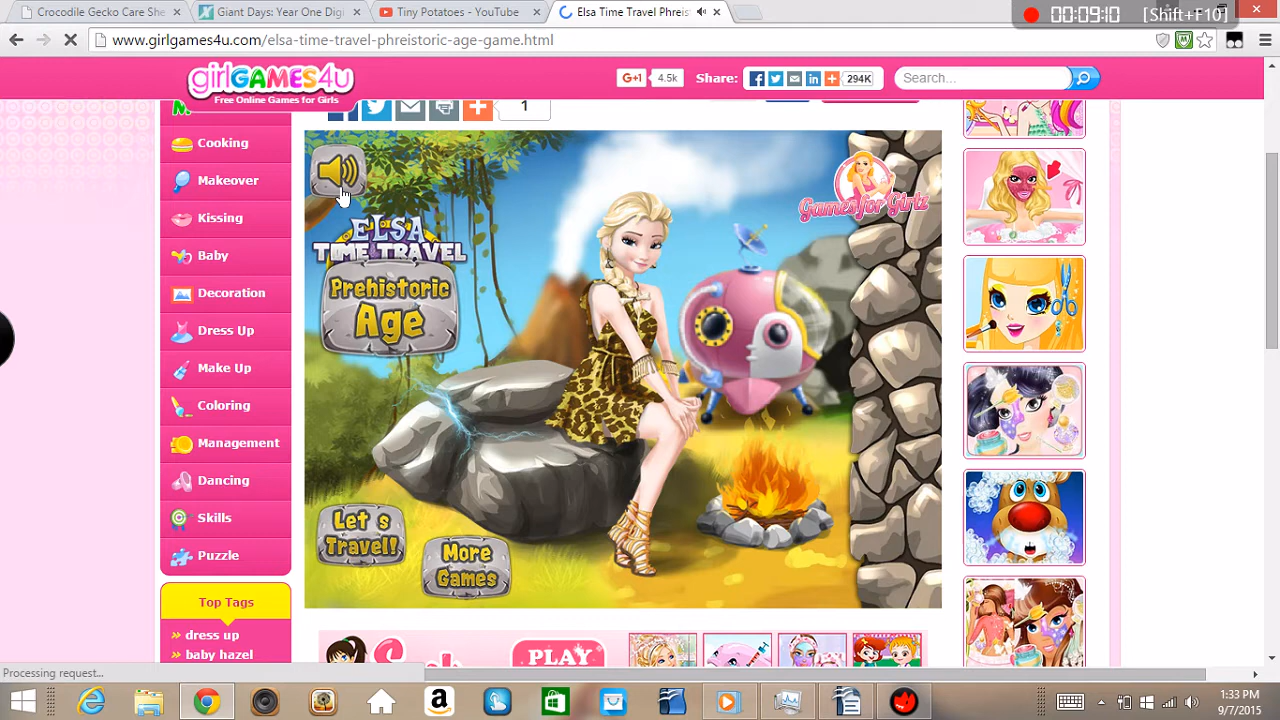 Crocodile Gecko Care She
Giant Days: Year One Digi
Tiny Potatoes - YouTube
Elsa Time Travel Phreis
00:09:10 [Shift+F10]
www.girlgames4u.com/elsa-time-travel-phreistoric-age-game.html
girlGAMES4U
Free Online Games for Girls
G+1
4.5k
Share:
294K
Search...
1
Cooking
Makeover
Kissing
Baby
Decoration
Dress Up
Make Up
Coloring
Management
Dancing
Skills
Puzzle
Top Tags
» dress up
» baby hazel
Games for Girlz
ELSA
TIME TRAVEL
Prehistoric
Age
Let's
Travel!
More
Games
PLAY
Processing request...
1:33 PM
9/7/2015